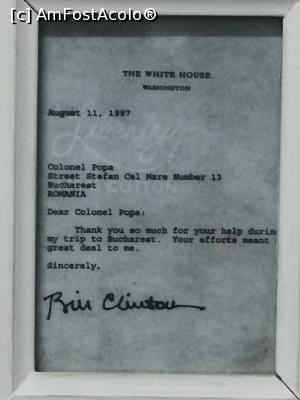 [c] AmFostAcolo®
THE WHITE HOUSE
WASHINGTON
August 11, 1997
Colonel Popa
Street Stefan Cel Mare Number 13
Bucharest
ROMANIA
Dear Colonel Popa:
Thank you so much for your help during
my trip to Bucharest. Your efforts meant a
great deal to me.
Sincerely,
Bill Clinton